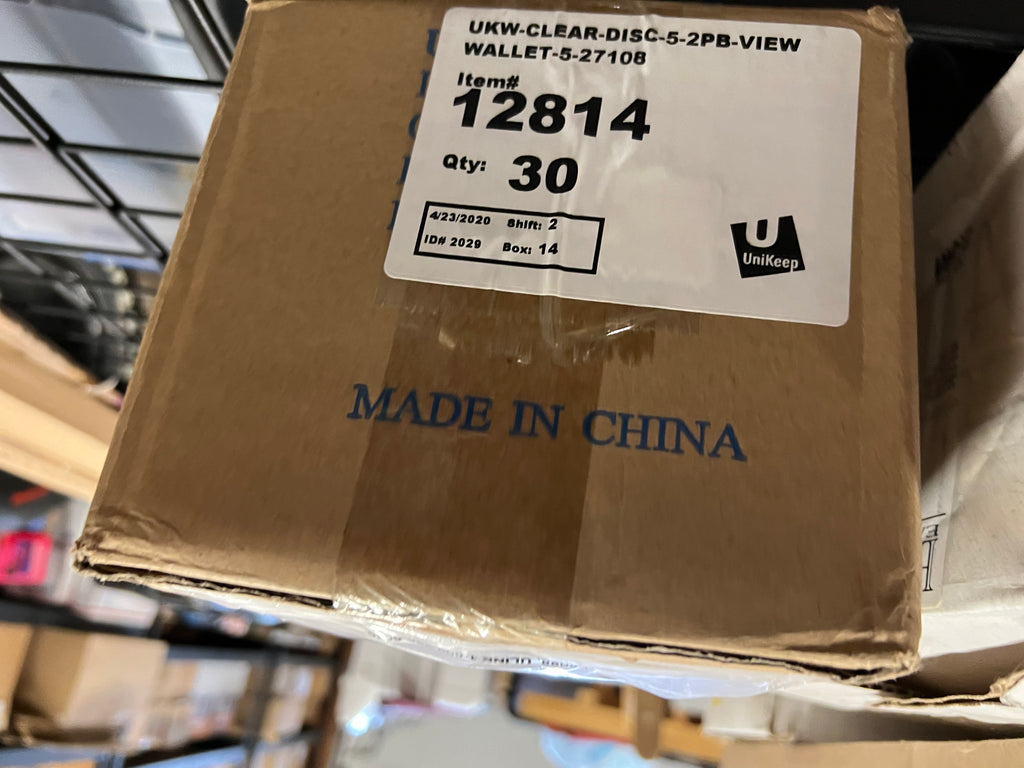 UKW-CLEAR-DISC-5-2PB-VIEW
WALLET-5-27108
Item#
12814
Qty: 30
4/23/2020 Shift: 2
ID# 2029 Box: 14
U
UniKeep
MADE IN CHINA